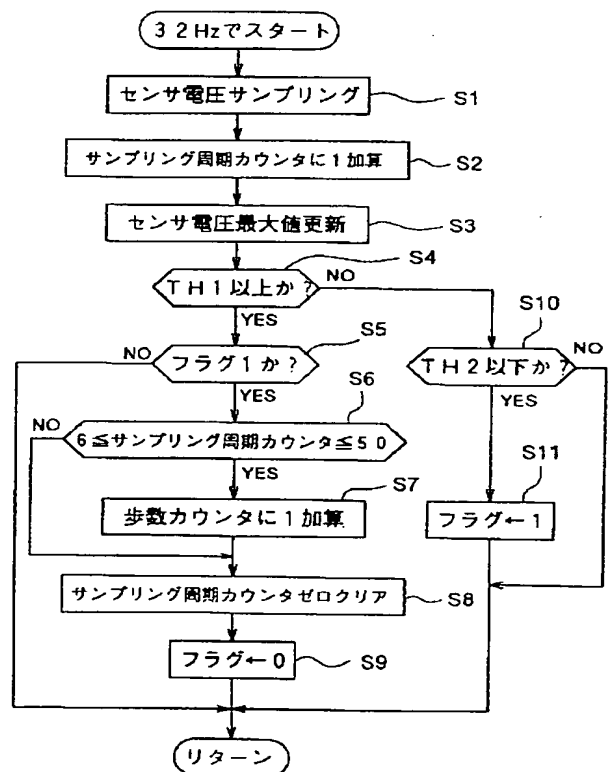 ３２Hzでスタート
センサ電圧サンプリング
S1
サンプリング周期カウンタに１加算
S2
センサ電圧最大値更新
S3
S4
ＴＨ１以上か？
NO
YES
S5
NO
フラグ１か？
YES
S10
ＴＨ２以下か？
NO
YES
S6
NO
6≦サンプリング周期カウンタ≦５０
YES
S7
歩数カウンタに１加算
S11
フラグ←１
サンプリング周期カウンタゼロクリア
S8
フラグ←０
S9
リターン